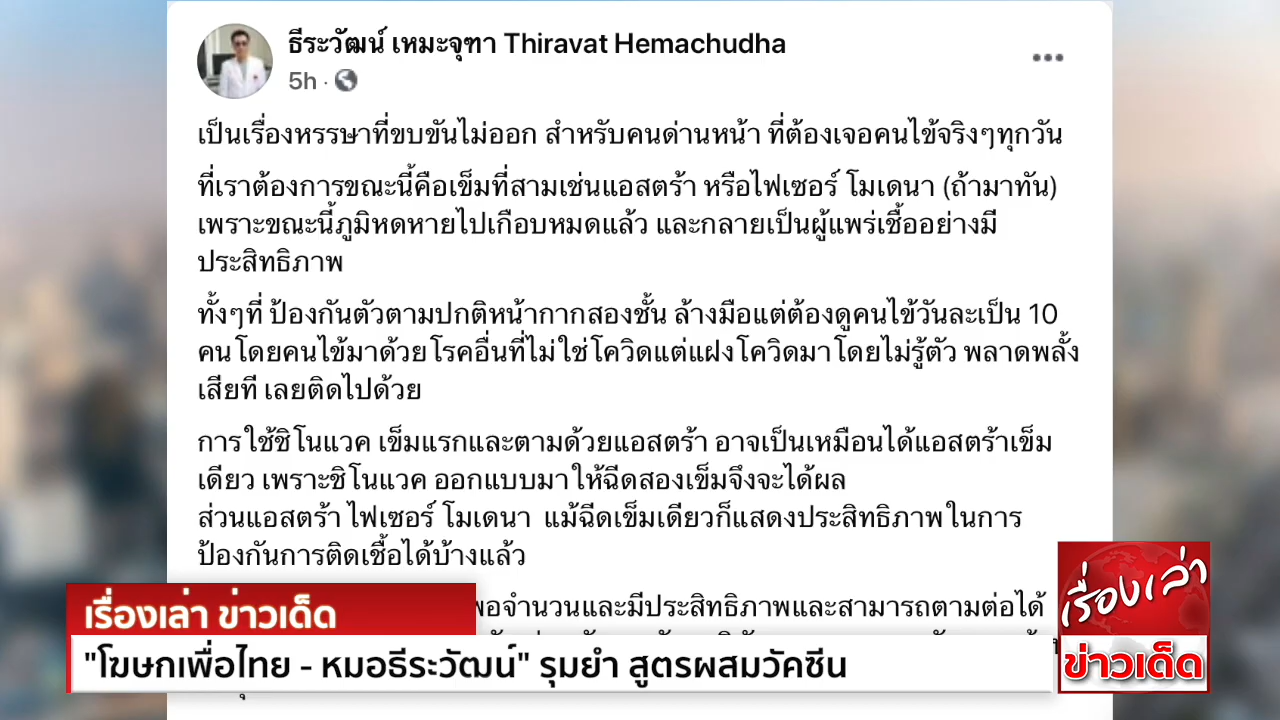 ธีระวัฒน์ เหมะจุฑา Thiravat Hemachudha
5h ·
เป็นเรื่องหรรษาที่ขบขันไม่ออก สำหรับคนด่านหน้า ที่ต้องเจอคนไข้จริงๆทุกวัน
ที่เราต้องการขณะนี้คือเข็มที่สามเช่นแอสตร้า หรือไฟเซอร์ โมเดนา (ถ้ามาทัน)
เพราะขณะนี้ภูมิหดหายไปเกือบหมดแล้ว และกลายเป็นผู้แพร่เชื้ออย่างมี
ประสิทธิภาพ
ทั้งๆที่ ป้องกันตัวตามปกติหน้ากากสองชั้น ล้างมือแต่ต้องดูคนไข้วันละเป็น 10
คนโดยคนไข้มาด้วยโรคอื่นที่ไม่ใช่โควิดแต่แฝงโควิดมาโดยไม่รู้ตัว พลาดพลั้ง
เสียที เลยติดไปด้วย
การใช้ชิโนแวค เข็มแรกและตามด้วยแอสตร้า อาจเป็นเหมือนได้แอสตร้าเข็ม
เดียว เพราะชิโนแวค ออกแบบมาให้ฉีดสองเข็มจึงจะได้ผล
ส่วนแอสตร้า ไฟเซอร์ โมเดนา แม้ฉีดเข็มเดียวก็แสดงประสิทธิภาพในการ
ป้องกันการติดเชื้อได้บ้างแล้ว
พอจำนวนและมีประสิทธิภาพและสามารถตามต่อได้
เรื่องเล่า ข่าวเด็ด
"โฆษกเพื่อไทย - หมอธีระวัฒน์" รุมยำ สูตรผสมวัคซีน
เรื่องเล่า
ข่าวเด็ด